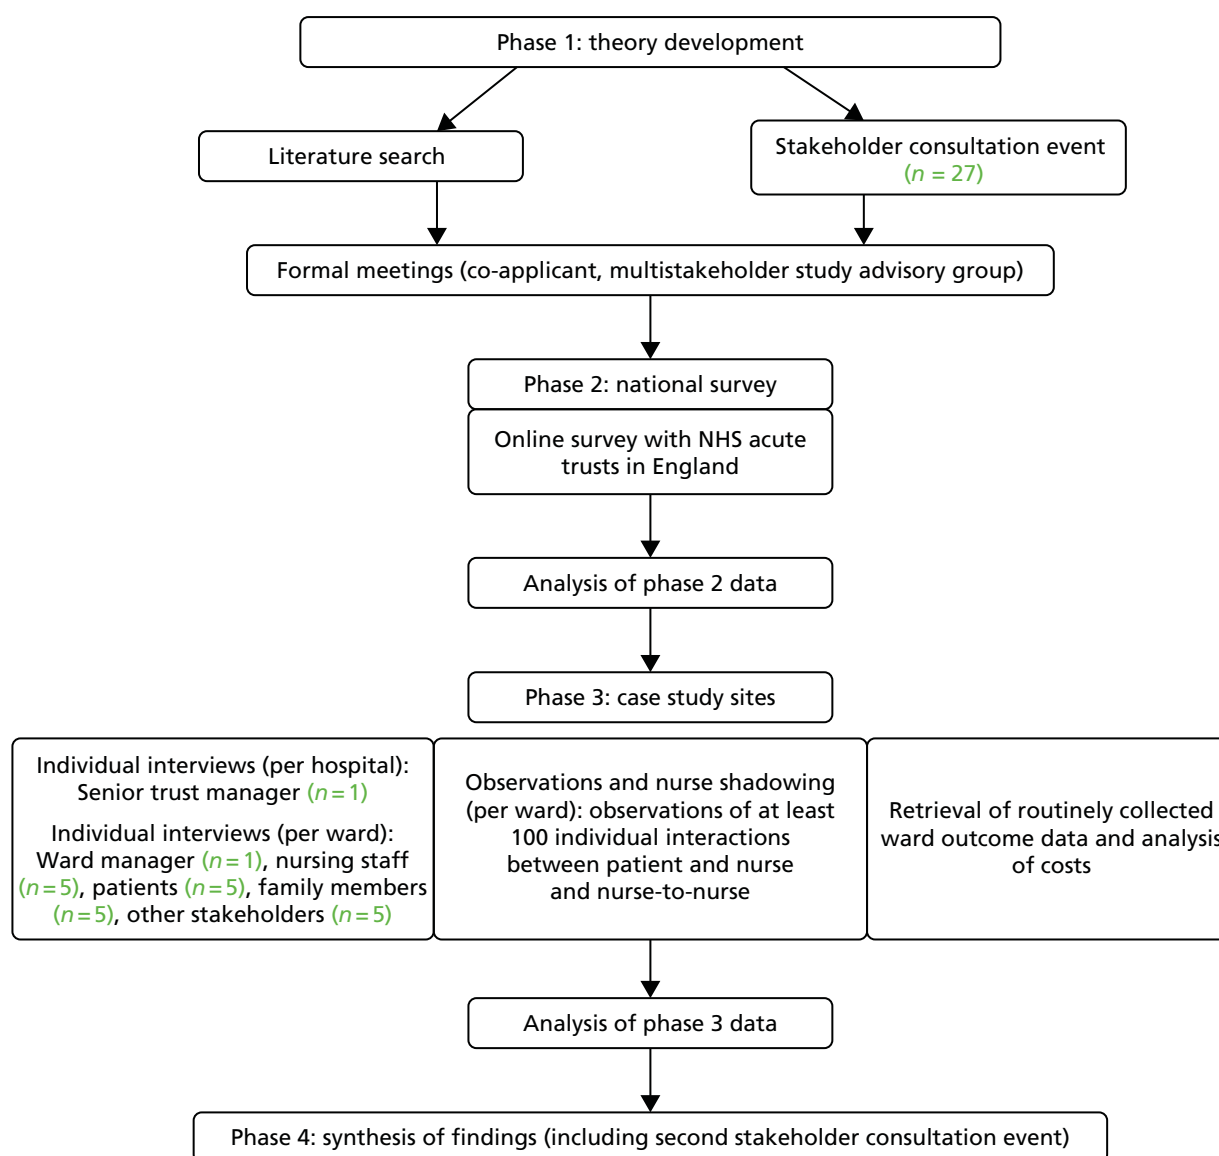 Phase 1: theory development
Literature search
Stakeholder consultation event
(n = 27)
Formal meetings (co-applicant, multistakeholder study advisory group)
Phase 2: national survey
Online survey with NHS acute
trusts in England
Analysis of phase 2 data
Phase 3: case study sites
Individual interviews (per hospital):
Senior trust manager (n = 1)
Individual interviews (per ward):
Ward manager (n = 1), nursing staff
(n = 5), patients (n = 5), family members
(n = 5), other stakeholders (n = 5)
Observations and nurse shadowing
(per ward): observations of at least
100 individual interactions
between patient and nurse
and nurse-to-nurse
Retrieval of routinely collected
ward outcome data and analysis
of costs
Analysis of phase 3 data
Phase 4: synthesis of findings (including second stakeholder consultation event)